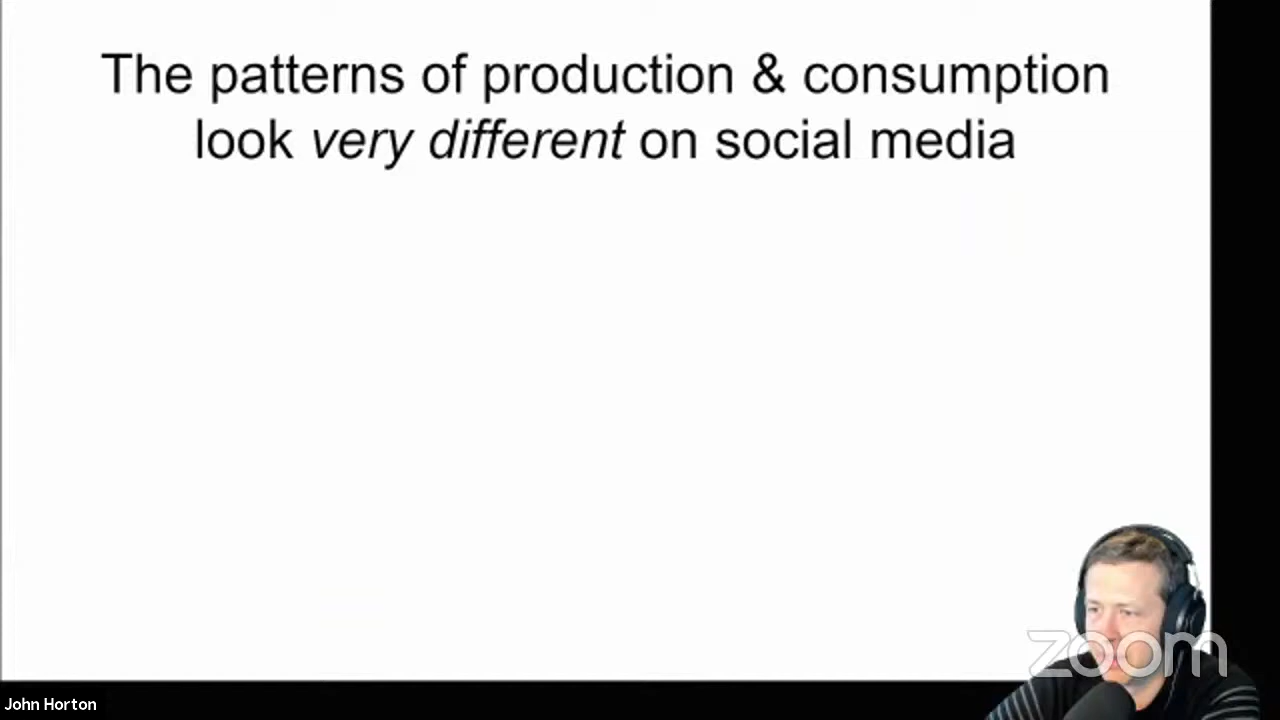 The patterns of production & consumption
look very different on social media
zoom
John Horton